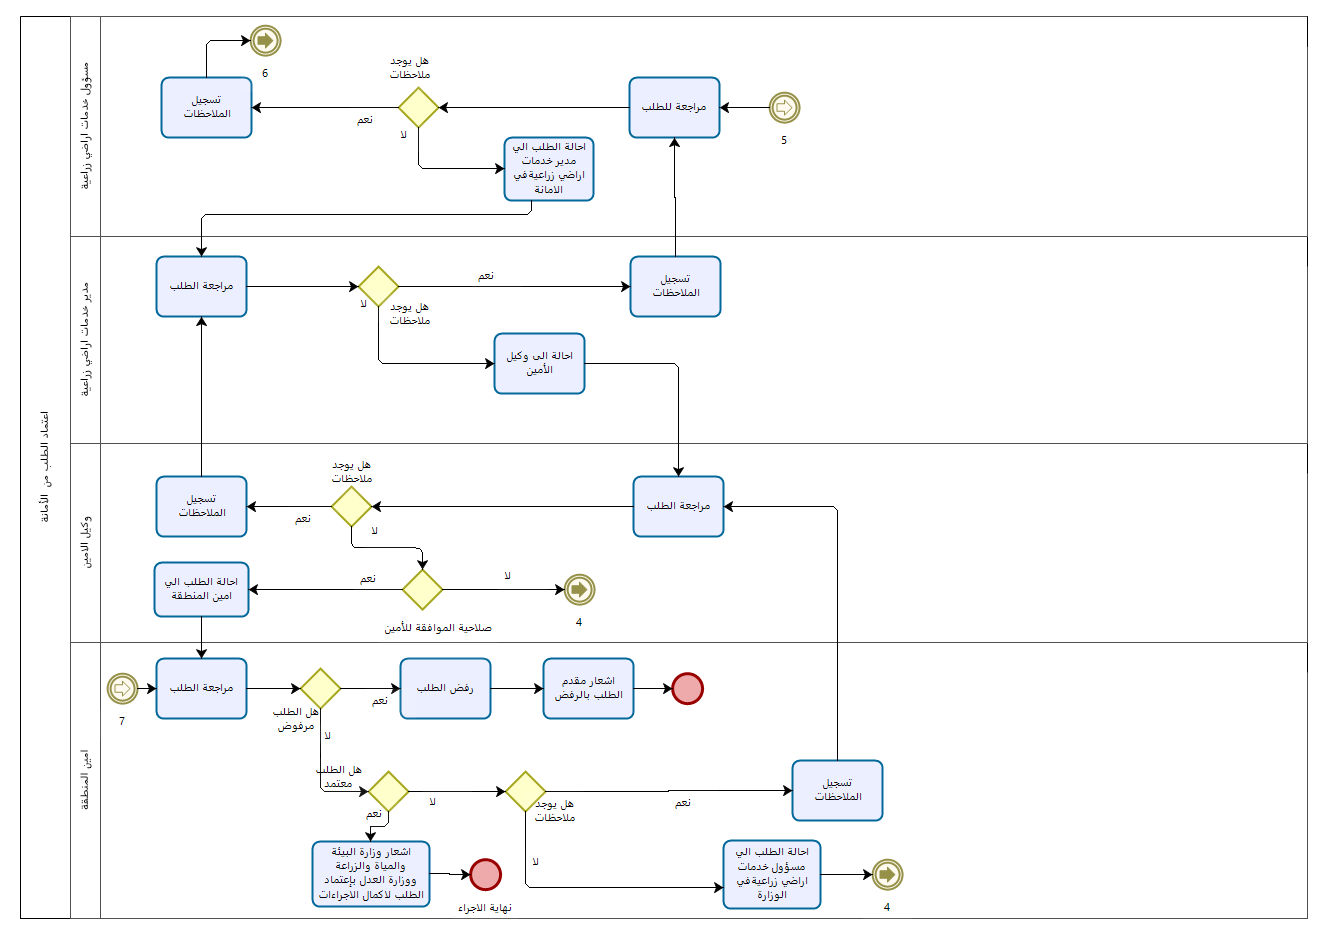 اعتماد الطلب من الأمانة
مسؤول خدمات اراضي زراعية
6
هل يوجد
ملاحظات
تسجيل
الملاحظات
نعم
لا
مراجعة للطلب
5
احالة الطلب الي
مدير خدمات
اراضي زراعيةفي
الامانة
مدير خدمات اراضي زراعية
مراجعة الطلب
لا
هل يوجد
ملاحظات
نعم
تسجيل
الملاحظات
احالة الى وكيل
الأمين
وكيل الامين
هل يوجد
ملاحظات
تسجيل
الملاحظات
نعم
لا
مراجعة الطلب
احالة الطلب الي
امين المنطقة
نعم
لا
صلاحية الموافقة للأمين
4
امين المنطقة
7
مراجعة الطلب
هل الطلب
مرفوض
نعم
لا
رفض الطلب
اشعار مقدم
الطلب بالرفض
هل الطلب
معتمد
نعم
لا
هل يوجد
ملاحظات
نعم
لا
تسجيل
الملاحظات
اشعار وزارة البيئة
والمياة والزراعة
ووزارة العدل بإعتماد
الطلب لاكمال الاجراءات
نهاية الاجراء
احالة الطلب الي
مسؤول خدمات
اراضي زراعيةفي
الوزارة
4